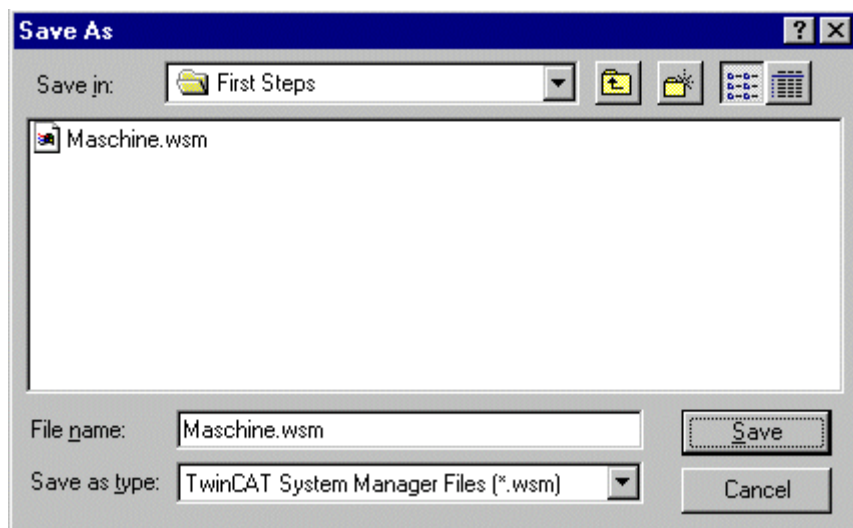 Save As
Save in: First Steps
Maschine.wsm
File name: Maschine.wsm Save
Save as type: TwinCAT System Manager Files (*.wsm) Cancel